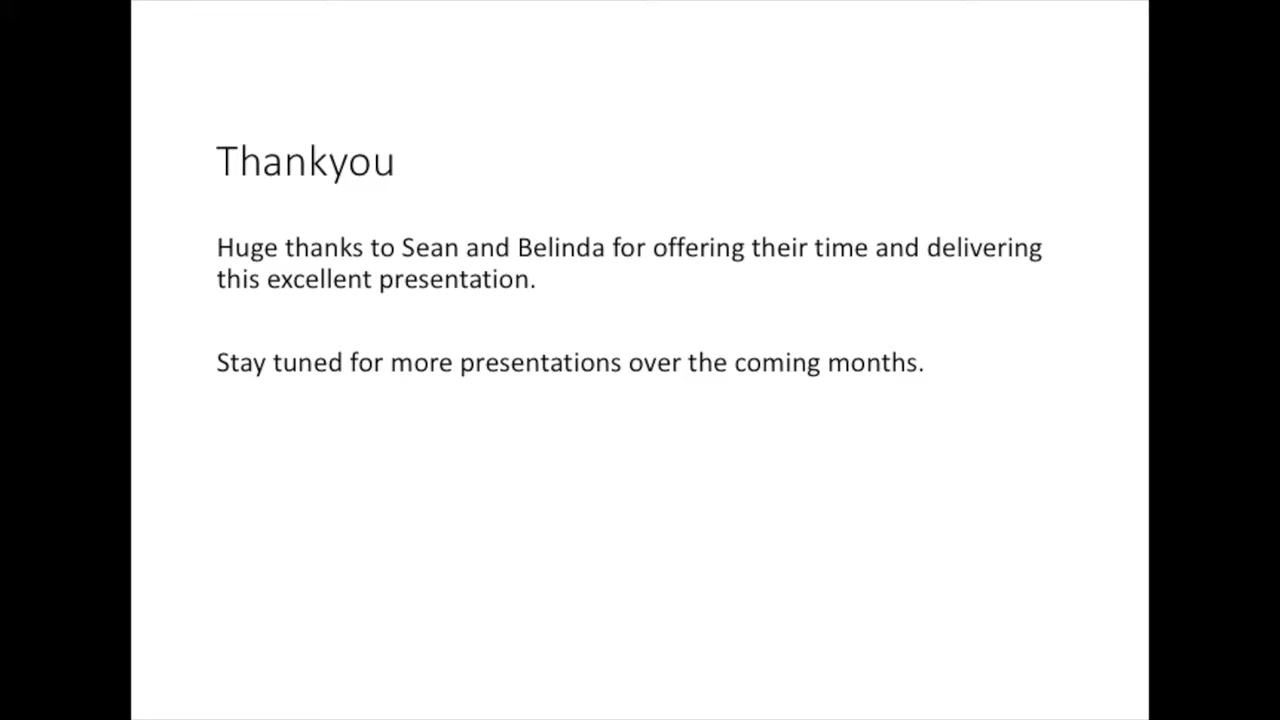 Thankyou
Huge thanks to Sean and Belinda for offering their time and delivering
this excellent presentation.
Stay tuned for more presentations over the coming months.